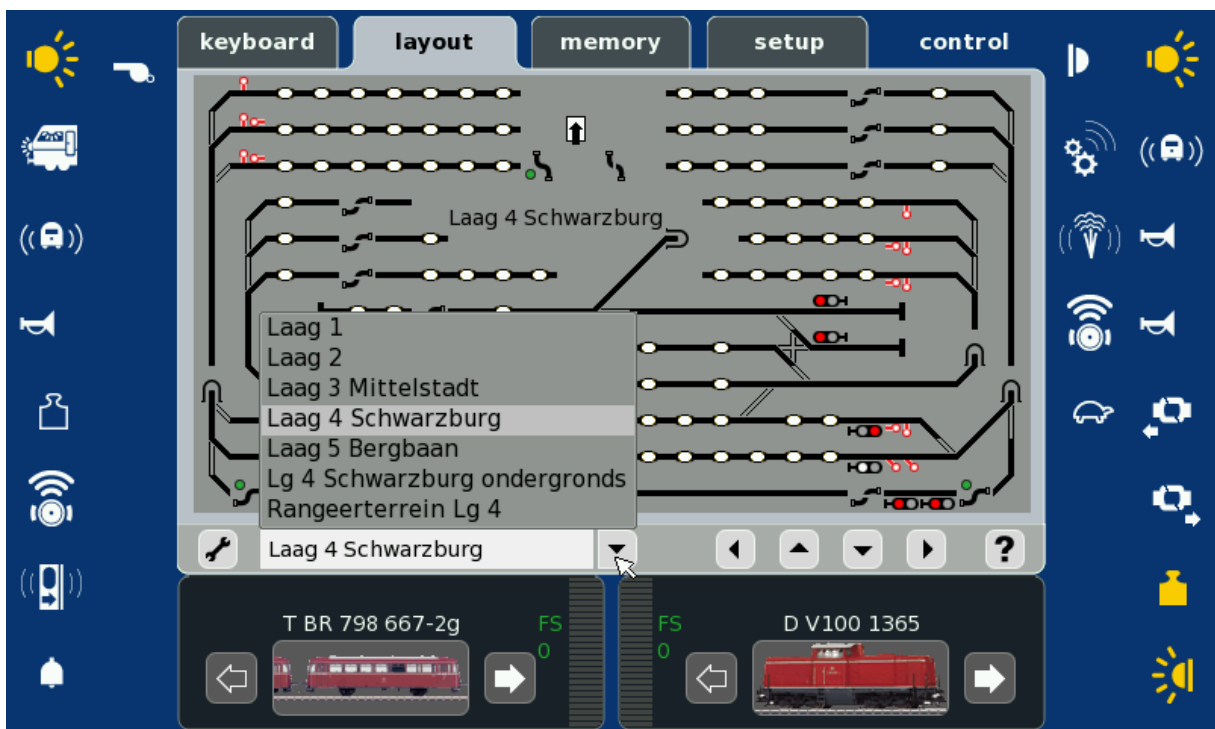 keyboard
layout
memory
setup
control
Laag 4 Schwarzburg
Laag 1
Laag 2
Laag 3 Mittelstadt
Laag 4 Schwarzburg
Laag 5 Bergbaan
Lg 4 Schwarzburg ondergronds
Rangeerterrein Lg 4
Laag 4 Schwarzburg
?
T BR 798 667-2g
FS
0
FS
0
D V100 1365